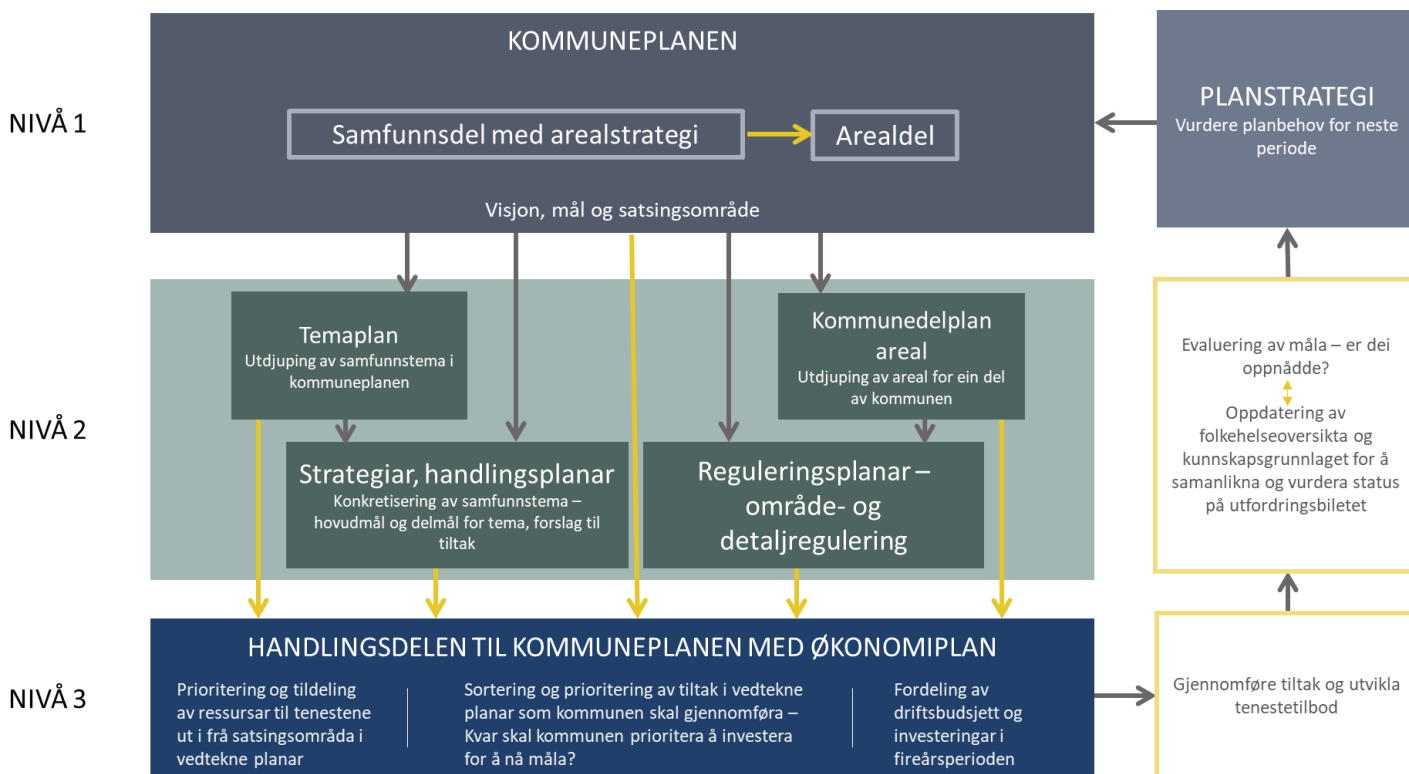 KOMMUNEPLANEN
NIVÅ 1
Samfunnsdel med arealstrategi
Arealdel
Visjon, mål og satsingsområde
PLANSTRATEGI
Vurdere planbehov for neste
periode
NIVÅ 2
Temaplan
Utdjuping av samfunnstema i
kommuneplanen
Kommunedelplan
areal
Utdjuping av areal for ein del
av kommunen
Strategiar, handlingsplanar
Konkretisering av samfunnstema –
hovudmål og delmål for tema, forslag til
tiltak
Reguleringsplanar –
område- og
detaljregulering
Evaluering av måla – er dei
oppnådde?
Oppdatering av
folkehelseoversikta og
kunnskapsgrunnlaget for å
samanlikna og vurdera status
på utfordringsbiletet
NIVÅ 3
HANDLINGSDELEN TIL KOMMUNEPLANEN MED ØKONOMIPLAN
Prioritering og tildeling
av ressursar til tenestene
ut i frå satsingsområda i
vedtekne planar
Sortering og prioritering av tiltak i vedtekne
planar som kommunen skal gjennomføra –
Kvar skal kommunen prioritera å investera
for å nå måla?
Fordeling av
driftsbudsjett og
investeringar i
fireårsperioden
Gjennomføre tiltak og utvikla
tenestetilbod